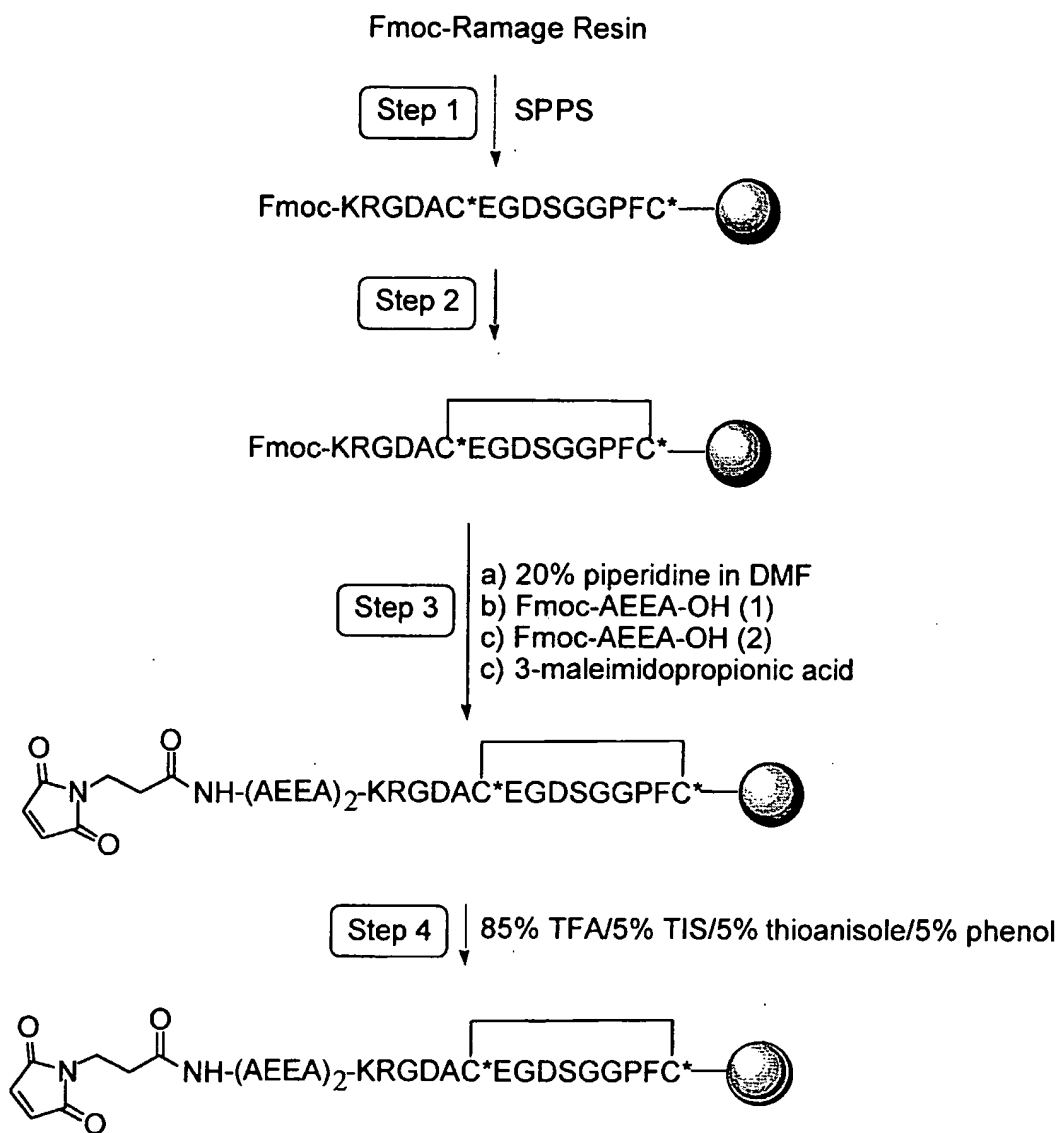 Fmoc-Ramage Resin
Step 1 SPPS
Fmoc-KRGDAC*EGDSGGPFC*
Step 2
Fmoc-KRGDAC*EGDSGGPFC*
Step 3
a) 20% piperidine in DMF
b) Fmoc-AEEA-OH (1)
c) Fmoc-AEEA-OH (2)
c) 3-maleimidopropionic acid
O
O
N
O
NH-(AEEA)2-KRGDAC*EGDSGGPFC*
Step 4 85% TFA/5% TIS/5% thioanisole/5% phenol
O
O
N
O
NH-(AEEA)2-KRGDAC*EGDSGGPFC*